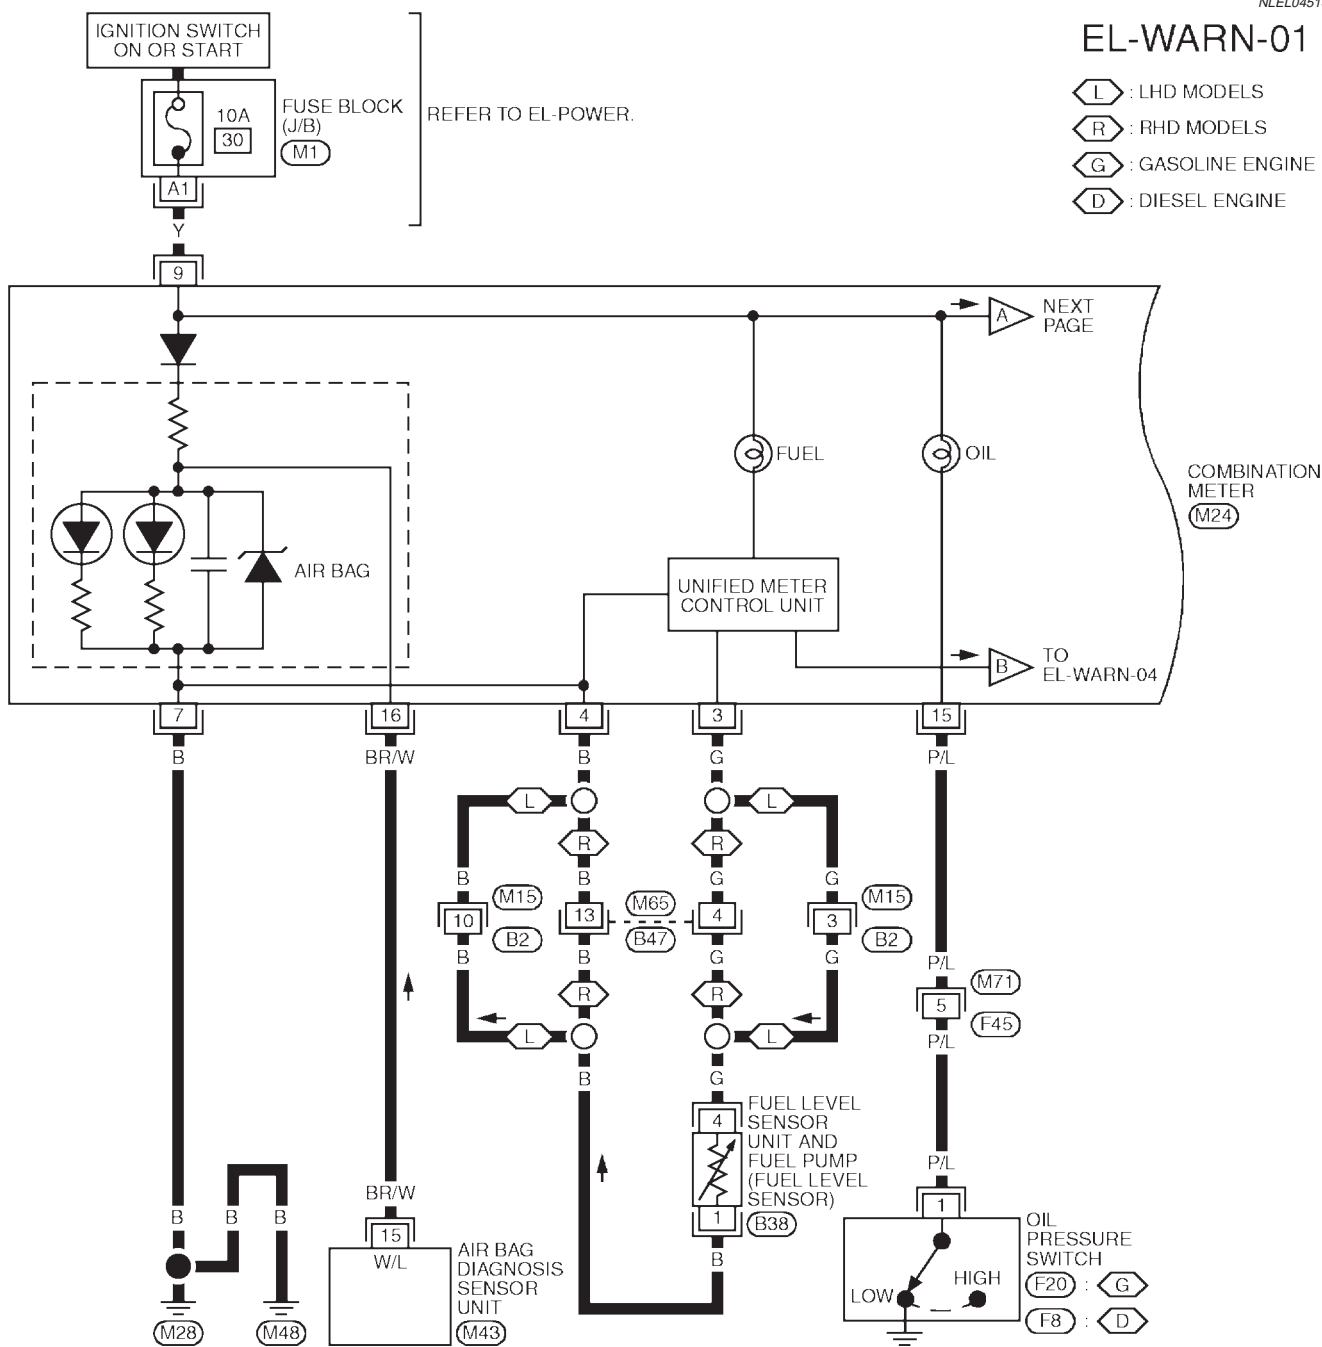 NLEL0451
EL-WARN-01
L : LHD MODELS
R : RHD MODELS
G : GASOLINE ENGINE
D : DIESEL ENGINE
IGNITION SWITCH
ON OR START
10A
30
FUSE BLOCK
(J/B)
M1
REFER TO EL-POWER.
A1
Y
9
A
NEXT
PAGE
FUEL
OIL
COMBINATION
METER
M24
AIR BAG
UNIFIED METER
CONTROL UNIT
B
TO
EL-WARN-04
7
16
4
3
15
B
BR/W
B
G
P/L
L
L
R
R
B
B
G
G
10
M15
B2
13
M65
B47
4
3
M15
B2
B
B
G
G
P/L
M71
5
F45
P/L
R
R
L
L
B
G
4
FUEL LEVEL
SENSOR
UNIT AND
FUEL PUMP
(FUEL LEVEL
SENSOR)
1
B38
B
P/L
1
OIL
PRESSURE
SWITCH
F20 : G
F8 : D
LOW
HIGH
BR/W
15
W/L
AIR BAG
DIAGNOSIS
SENSOR
UNIT
M43
B
B
B
M28
M48